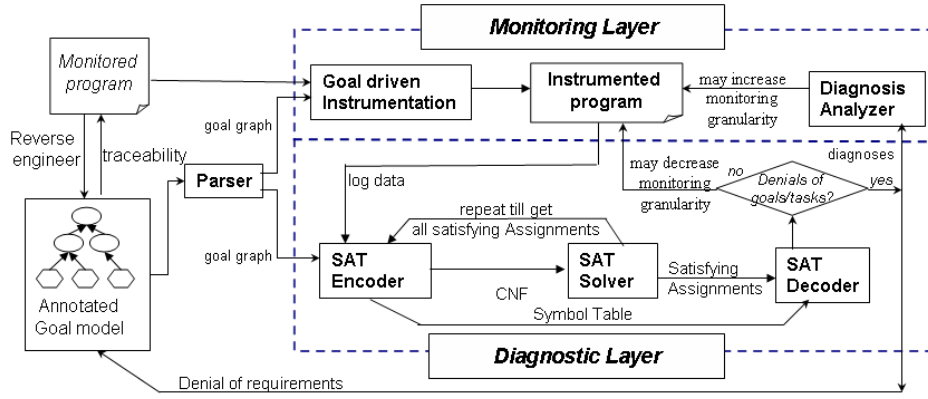 Monitoring Layer
Monitored
program
Goal driven
Instrumentation
Instrumented
program
may increase
monitoring
granularity
Diagnosis
Analyzer
goal graph
Reverse
engineer
traceability
Parser
log data
may decrease
monitoring
granularity
no
Denials of
goals/tasks?
yes
diagnoses
repeat till get
all satisfying Assignments
goal graph
SAT
Encoder
CNF
SAT
Solver
Satisfying
Assignments
SAT
Decoder
Symbol Table
Annotated
Goal model
Diagnostic Layer
Denial of requirements